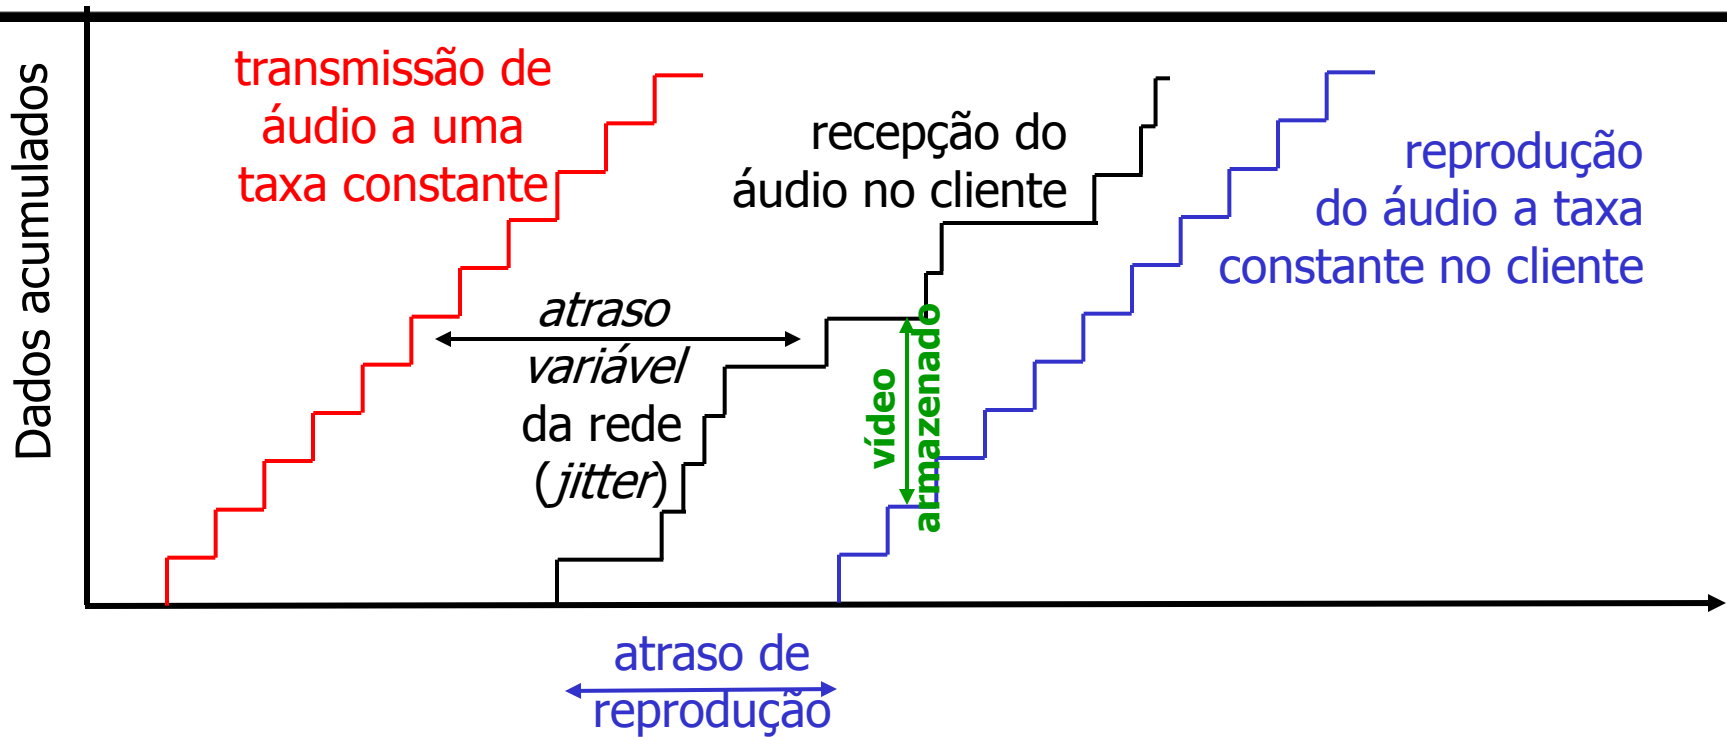 Dados acumulados
transmissão de
áudio a uma
taxa constante
atraso
variável
da rede
(jitter)
recepção do
áudio no cliente
vídeo
armazenado
reprodução
do áudio a taxa
constante no cliente
atraso de
reprodução